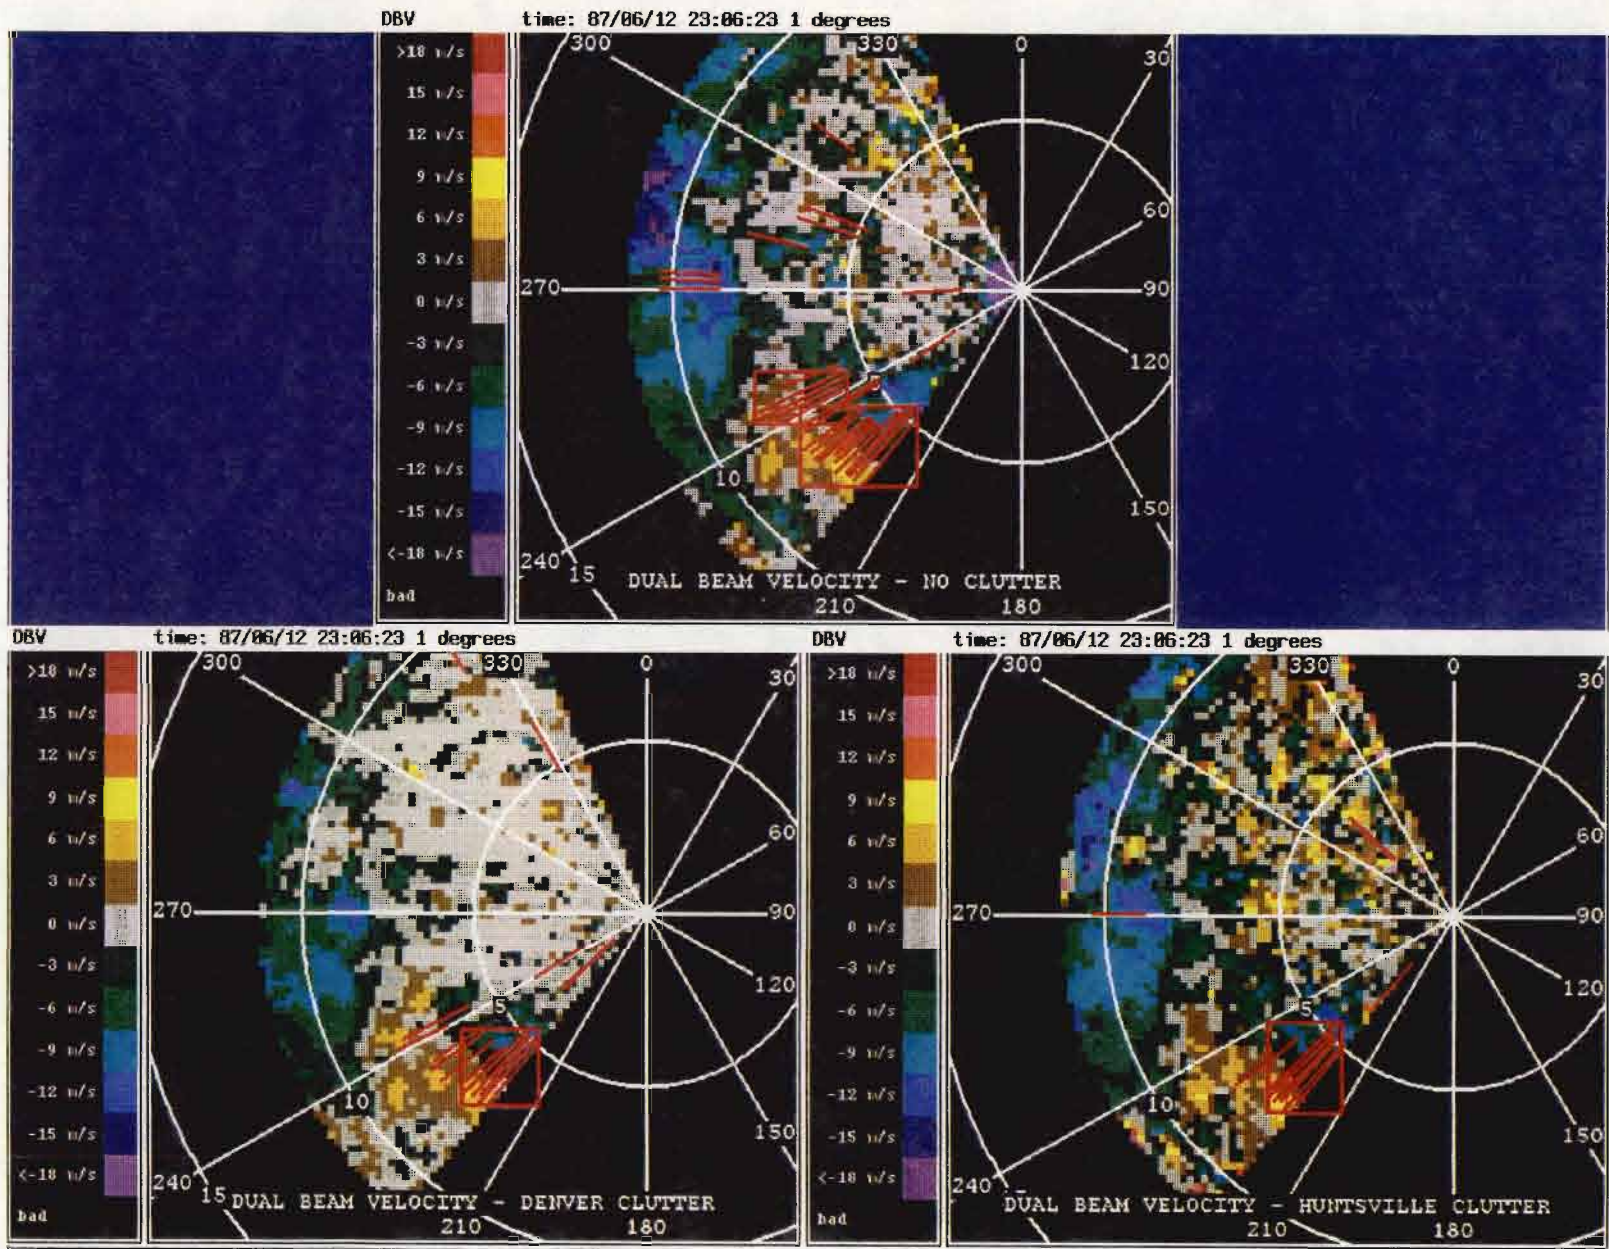 DBV time: 87/06/12 23:06:23 1 degrees
>18 m/s
15 m/s
12 m/s
9 m/s
6 m/s
3 m/s
0 m/s
-3 m/s
-6 m/s
-9 m/s
-12 m/s
-15 m/s
<-18 m/s
bad
300 330 0 30
60
270 90
120
5
10
150
240 15
DUAL BEAM VELOCITY - NO CLUTTER
210 180
DBV time: 87/06/12 23:06:23 1 degrees
>18 m/s
15 m/s
12 m/s
9 m/s
6 m/s
3 m/s
0 m/s
-3 m/s
-6 m/s
-9 m/s
-12 m/s
-15 m/s
<-18 m/s
bad
300 330 0 30
60
270 90
120
5
10
150
240 15
DUAL BEAM VELOCITY - DENVER CLUTTER
210 180
DBV time: 87/06/12 23:06:23 1 degrees
>18 m/s
15 m/s
12 m/s
9 m/s
6 m/s
3 m/s
0 m/s
-3 m/s
-6 m/s
-9 m/s
-12 m/s
-15 m/s
<-18 m/s
bad
300 330 0 30
60
270 90
120
5
10
150
240
DUAL BEAM VELOCITY - HUNTSVILLE CLUTTER
210 180